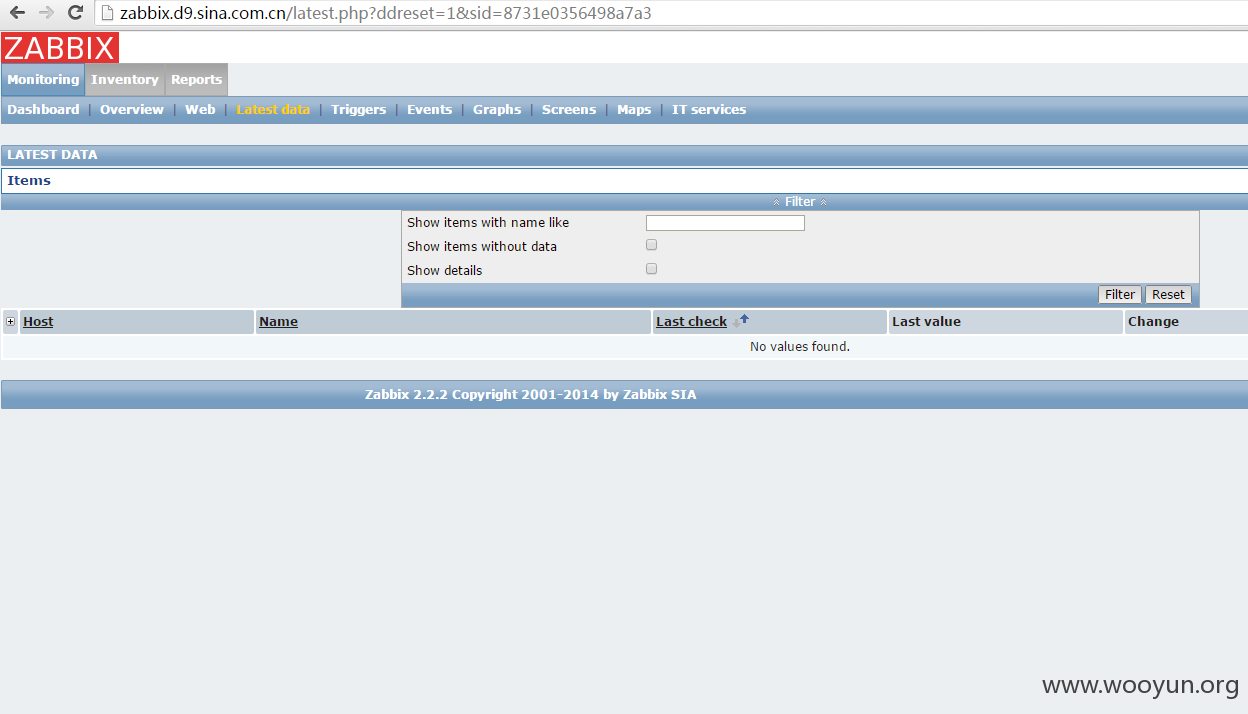 zabbix.d9.sina.com.cn/latest.php?ddreset=1&sid=8731e0356498a7a3
ZABBIX
Monitoring Inventory Reports
Dashboard | Overview | Web | Latest data | Triggers | Events | Graphs | Screens | Maps | IT services
LATEST DATA
Items
Filter
Show items with name like
Show items without data
Show details
Filter Reset
Host Name Last check Last value Change
No values found.
Zabbix 2.2.2 Copyright 2001-2014 by Zabbix SIA
www.wooyun.org